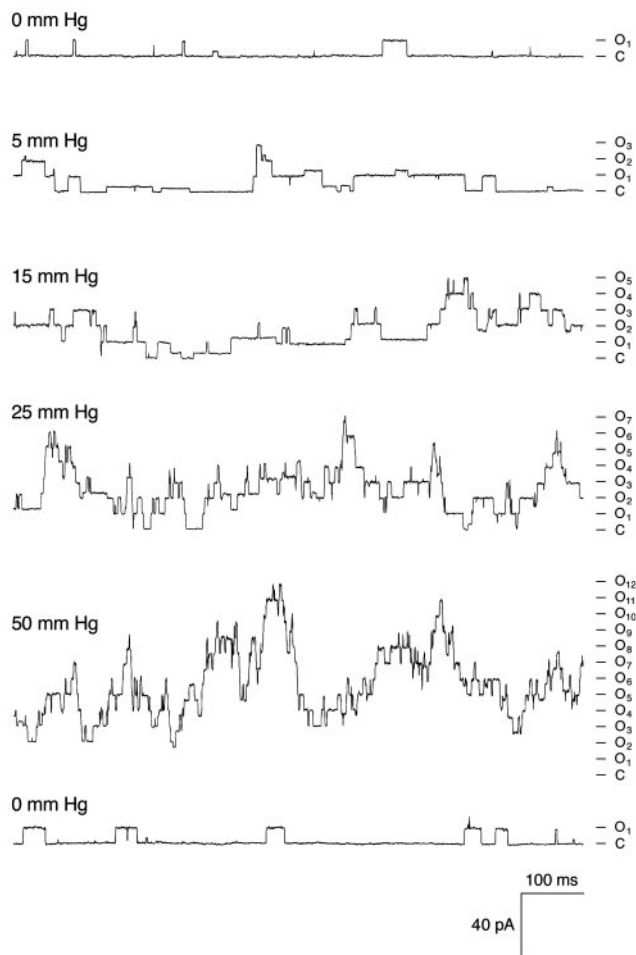 0 mm Hg
– O₁
– C
5 mm Hg
– O₃
– O₂
– O₁
– C
15 mm Hg
– O₅
– O₄
– O₃
– O₂
– O₁
– C
25 mm Hg
– O₇
– O₆
– O₅
– O₄
– O₃
– O₂
– O₁
– C
50 mm Hg
– O₁₂
– O₁₁
– O₁₀
– O₉
– O₈
– O₇
– O₆
– O₅
– O₄
– O₃
– O₂
– O₁
– C
0 mm Hg
– O₁
– C
100 ms
40 pA